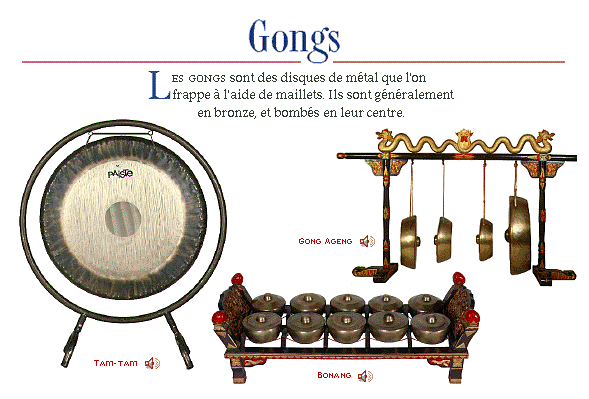 Gongs
Les gongs sont des disques de métal que l'on
frappe à l'aide de maillets. Ils sont généralement
en bronze, et bombés en leur centre.
PAiSTe
Gong Ageng
Tam-tam
Bonang